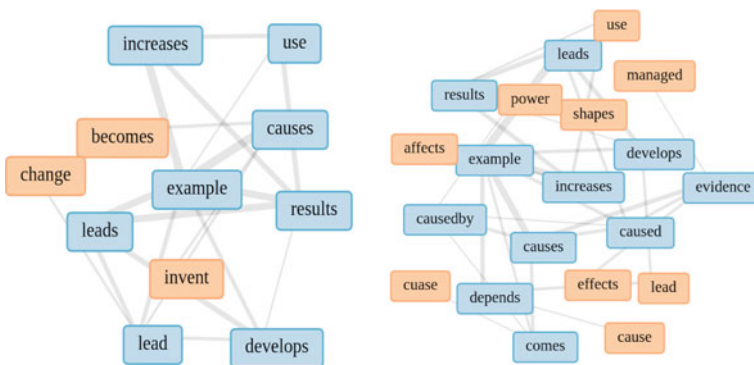 increases
use
becomes
causes
change
example
results
leads
invent
lead
develops
use
leads
managed
results
power
shapes
affects
example
develops
increases
evidence
causedby
causes
caused
cuase
depends
effects
lead
comes
cause